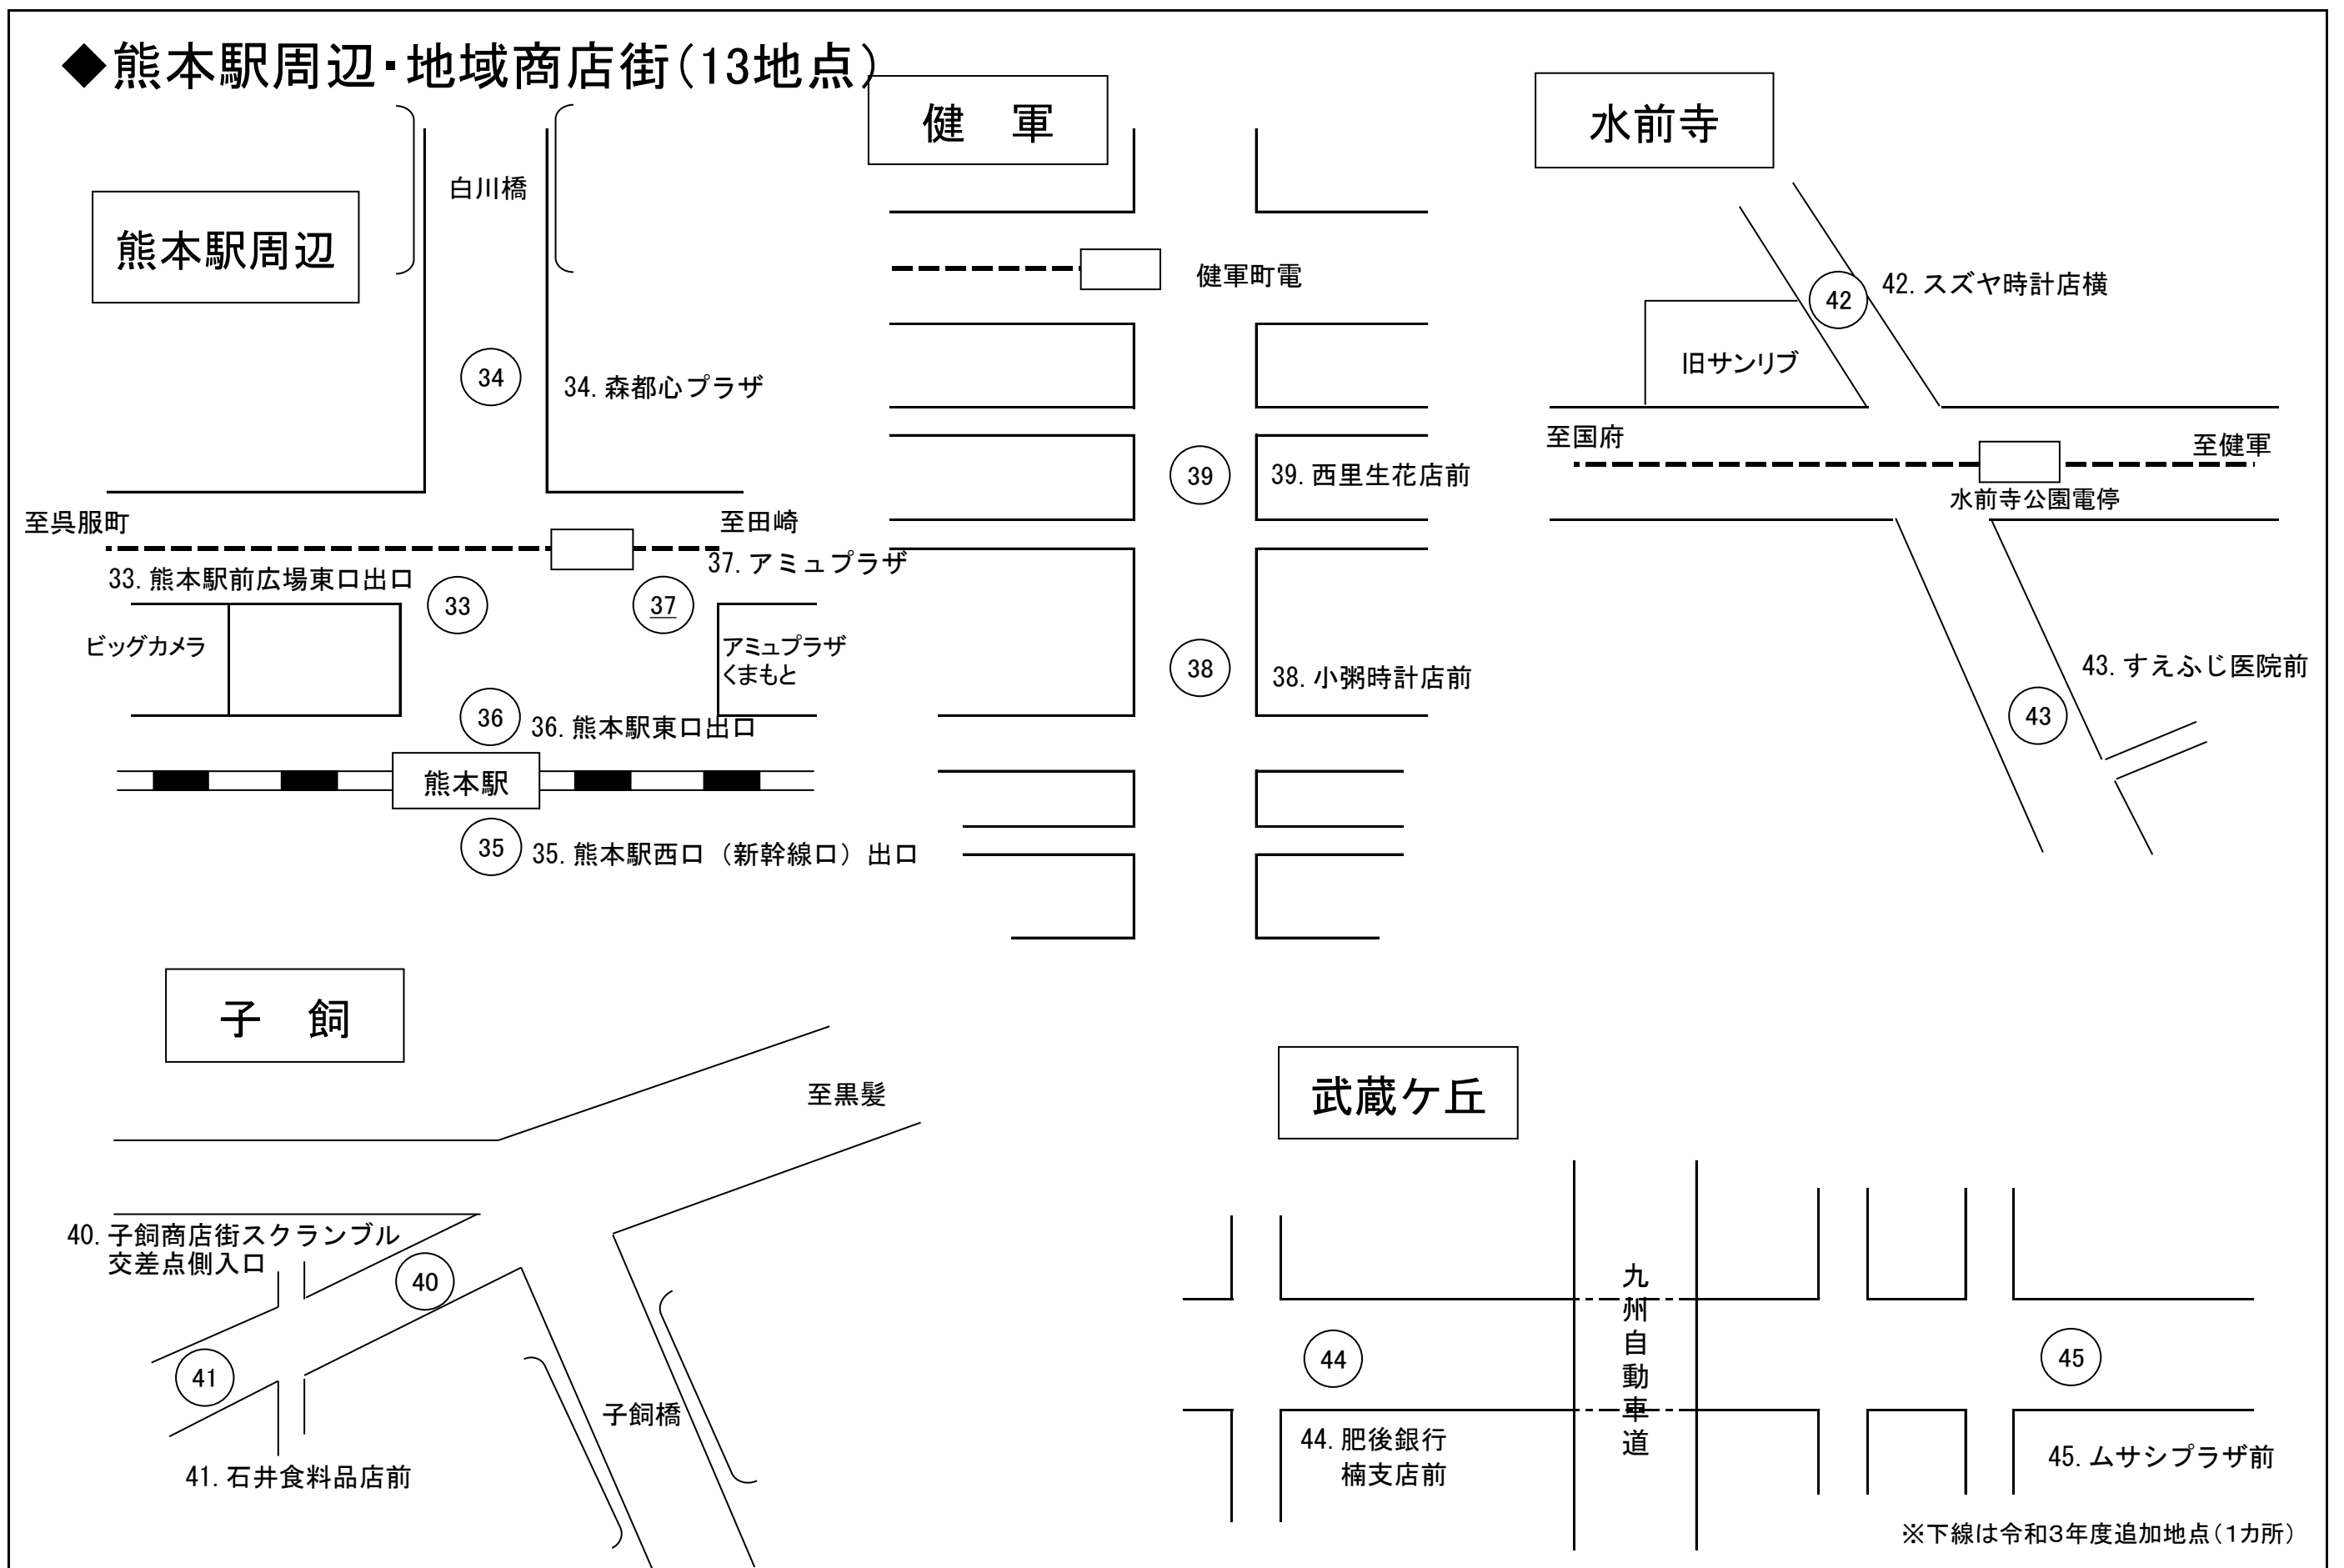 ◆熊本駅周辺・地域商店街(13地点)
熊本駅周辺
白川橋
34
34.森都心プラザ
至呉服町
至田崎
33.熊本駅前広場東口出口
33
37
37.アミュプラザ
ビッグカメラ
アミュプラザ
くまもと
36
36.熊本駅東口出口
熊本駅
35
35.熊本駅西口（新幹線口）出口
健　軍
健軍町電
39
39.西里生花店前
38
38.小粥時計店前
水前寺
42
42.スズヤ時計店横
旧サンリブ
至国府
至健軍
水前寺公園電停
43.すえふじ医院前
43
子　飼
至黒髪
40.子飼商店街スクランブル
交差点側入口
40
41
子飼橋
41.石井食料品店前
武蔵ケ丘
九州自動車道
44
45
44.肥後銀行
楠支店前
45.ムサシプラザ前
※下線は令和３年度追加地点（１カ所）